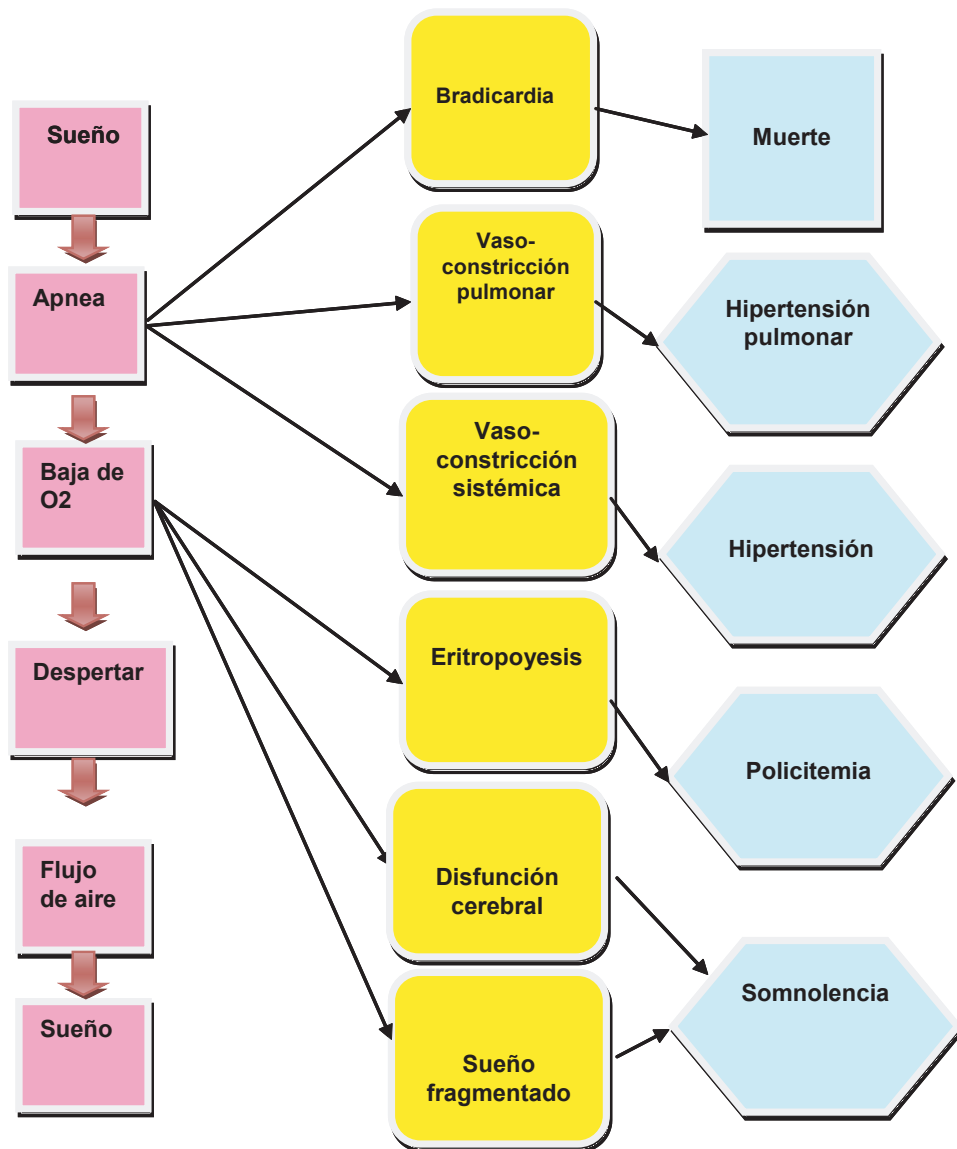 Sueño
Apnea
Baja de
O2
Despertar
Flujo
de aire
Sueño
Bradicardia
Vaso-
constricción
pulmonar
Vaso-
constricción
sistémica
Eritropoyesis
Disfunción
cerebral
Sueño
fragmentado
Muerte
Hipertensión
pulmonar
Hipertensión
Policitemia
Somnolencia